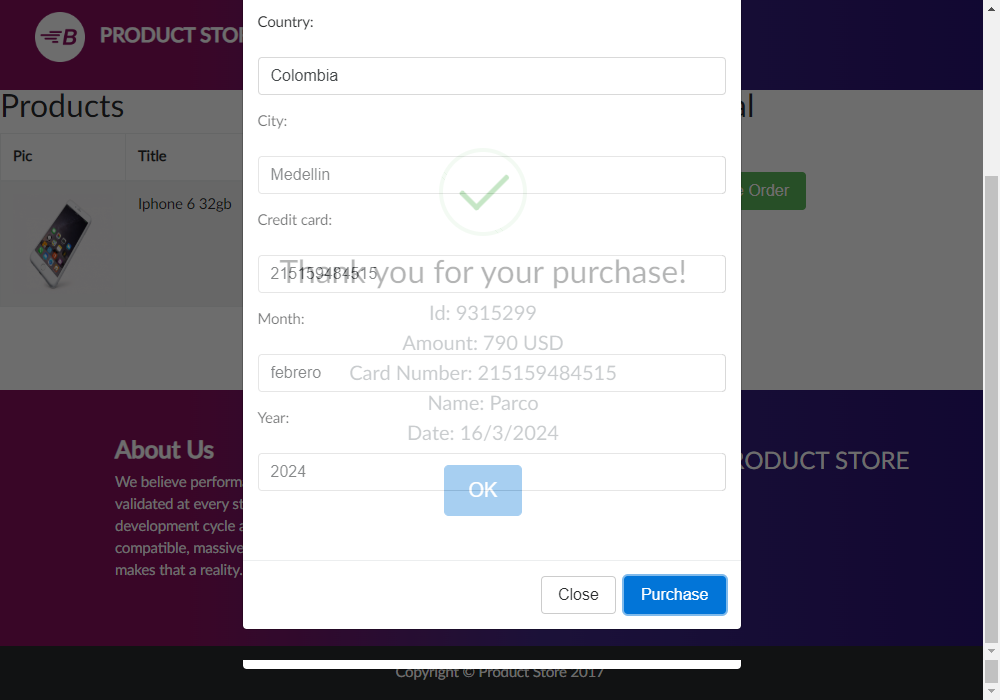 Country:
PRODUCT STO
Colombia
Products
al
City:
Pic
Title
Medellin
e Order
Iphone 6 32gb
Credit card:
215159484515
Thank you for your purchase!
Id: 9315299
Month:
Amount: 790 USD
febrero
Card Number: 215159484515
Name: Parco
Year:
Date: 16/3/2024
About Us
RODUCT STORE
2024
We believe performa
OK
validated at every st
development cycle a
compatible, massive
makes that a reality.
Close
Purchase
Copyright © Product Store 2017